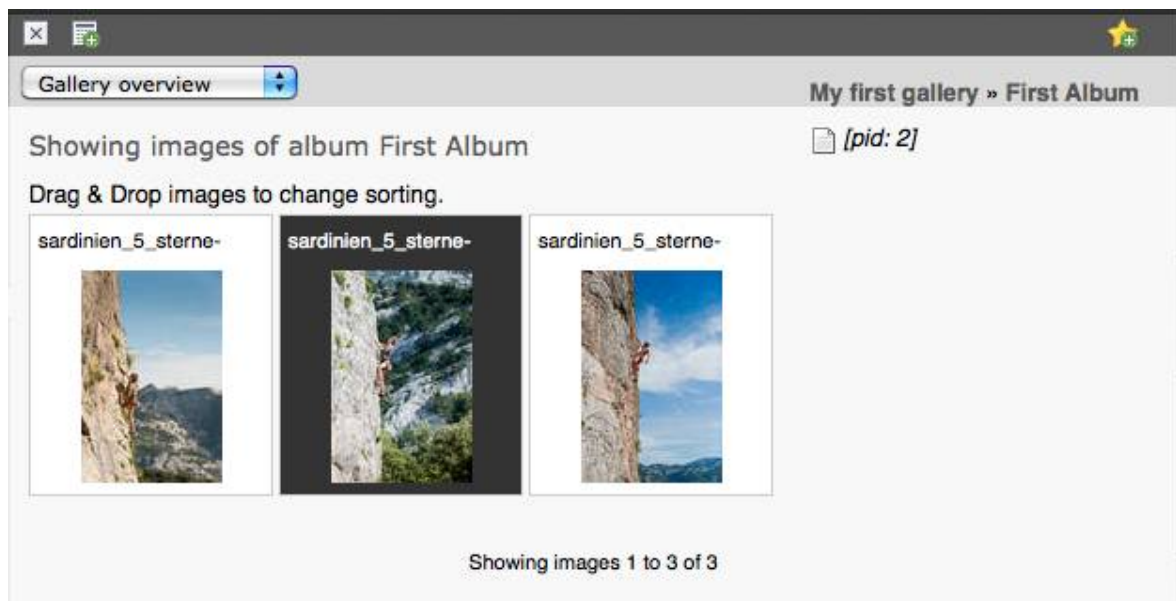 Gallery overview
My first gallery » First Album
[pid: 2]
Showing images of album First Album
Drag & Drop images to change sorting.
sardinien_5_sterne-
sardinien_5_sterne-
sardinien_5_sterne-
Showing images 1 to 3 of 3